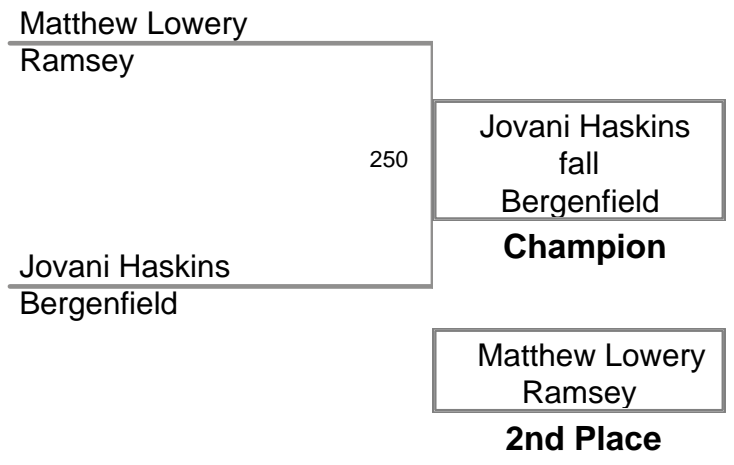 Matthew Lowery
Ramsey
250
Jovani Haskins
fall
Bergenfield
Champion
Jovani Haskins
Bergenfield
Matthew Lowery
Ramsey
2nd Place